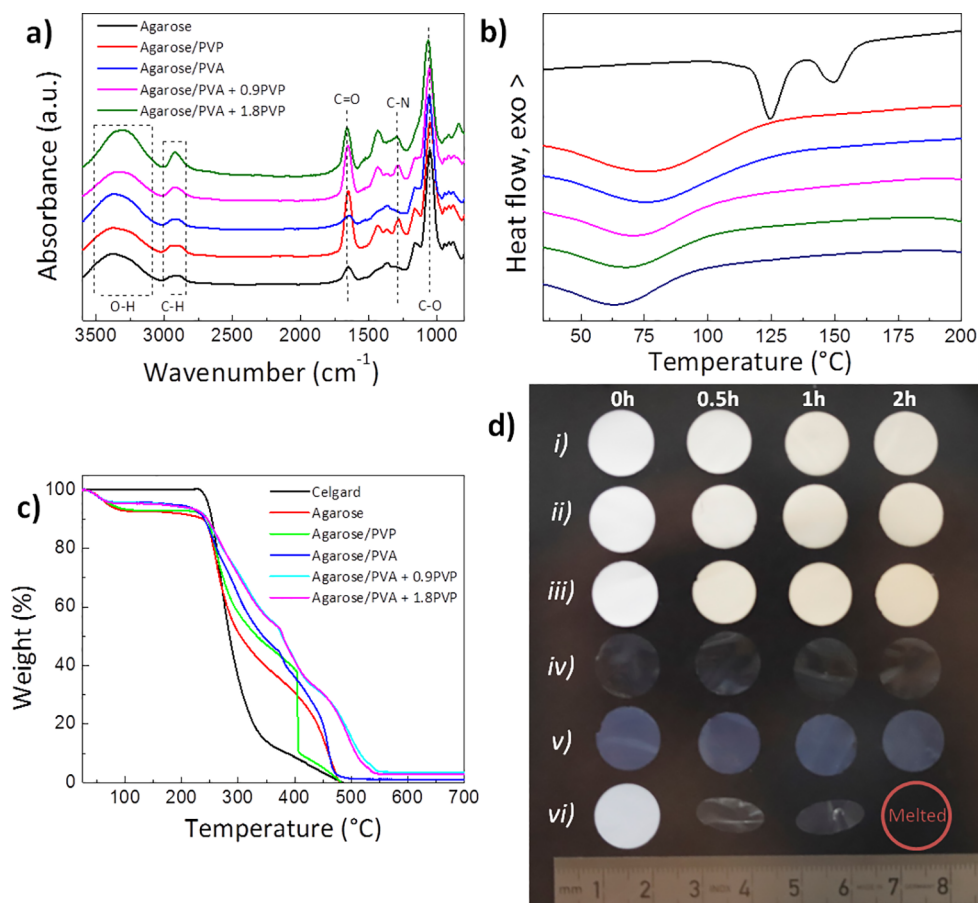 a)
Agarose
Agarose/PVP
Agarose/PVA
Agarose/PVA + 0.9PVP
Agarose/PVA + 1.8PVP
C=O
C-N
O-H
C-H
C-O
Absorbance (a.u.)
3500 3000 2500 2000 1500 1000
Wavenumber (cm⁻¹)
b)
Heat flow, exo >
50 75 100 125 150 175 200
Temperature (°C)
c)
Celgard
Agarose
Agarose/PVP
Agarose/PVA
Agarose/PVA + 0.9PVP
Agarose/PVA + 1.8PVP
Weight (%)
100
80
60
40
20
0
100 200 300 400 500 600 700
Temperature (°C)
d)
0h 0.5h 1h 2h
i)
ii)
iii)
iv)
v)
vi)
Melted
mm 1 2 3 INOX 4 5 6 7 8